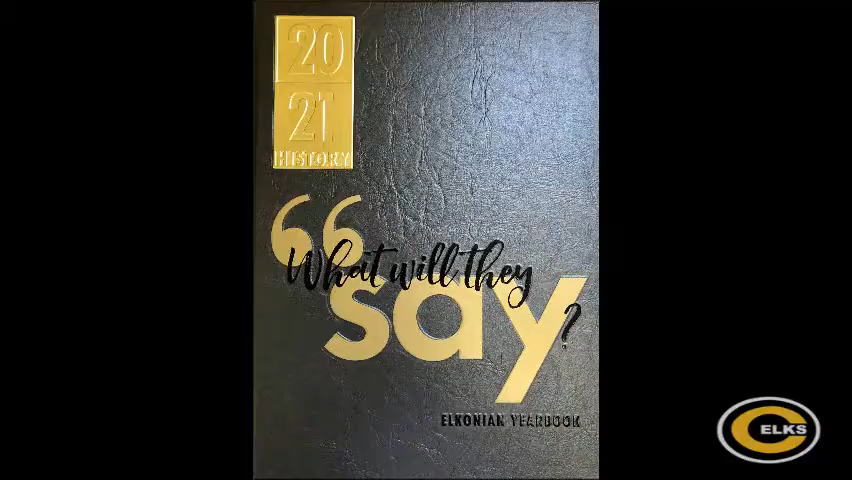 20
21
HISTORY
“
What will they
say?
ELKONIAN YEARBOOK
C ELKS